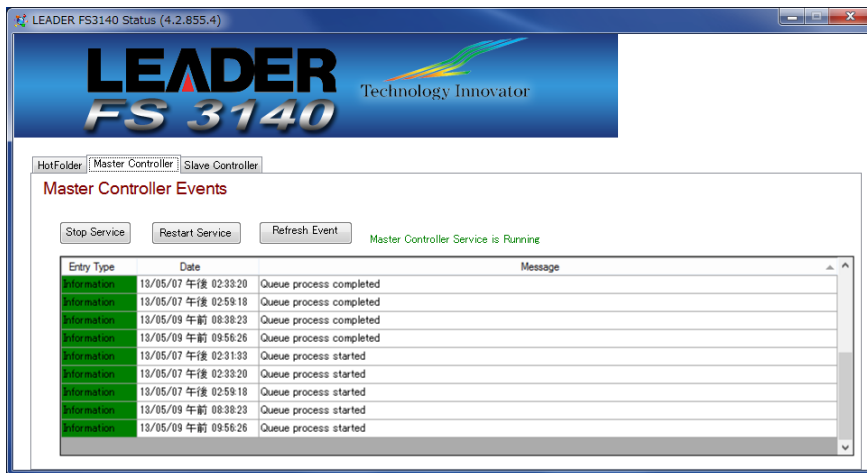 LEADER FS3140 Status (4.2.855.4)
LEADER
FS 3140
Technology Innovator
HotFolder Master Controller Slave Controller
Master Controller Events
Stop Service Restart Service Refresh Event Master Controller Service is Running
Entry Type Date Message
Information 13/05/07 午後 02:33:20 Queue process completed
Information 13/05/07 午後 02:59:18 Queue process completed
Information 13/05/09 午前 08:38:23 Queue process completed
Information 13/05/09 午前 09:56:26 Queue process completed
Information 13/05/07 午後 02:31:33 Queue process started
Information 13/05/07 午後 02:33:20 Queue process started
Information 13/05/07 午後 02:59:18 Queue process started
Information 13/05/09 午前 08:38:23 Queue process started
Information 13/05/09 午前 09:56:26 Queue process started